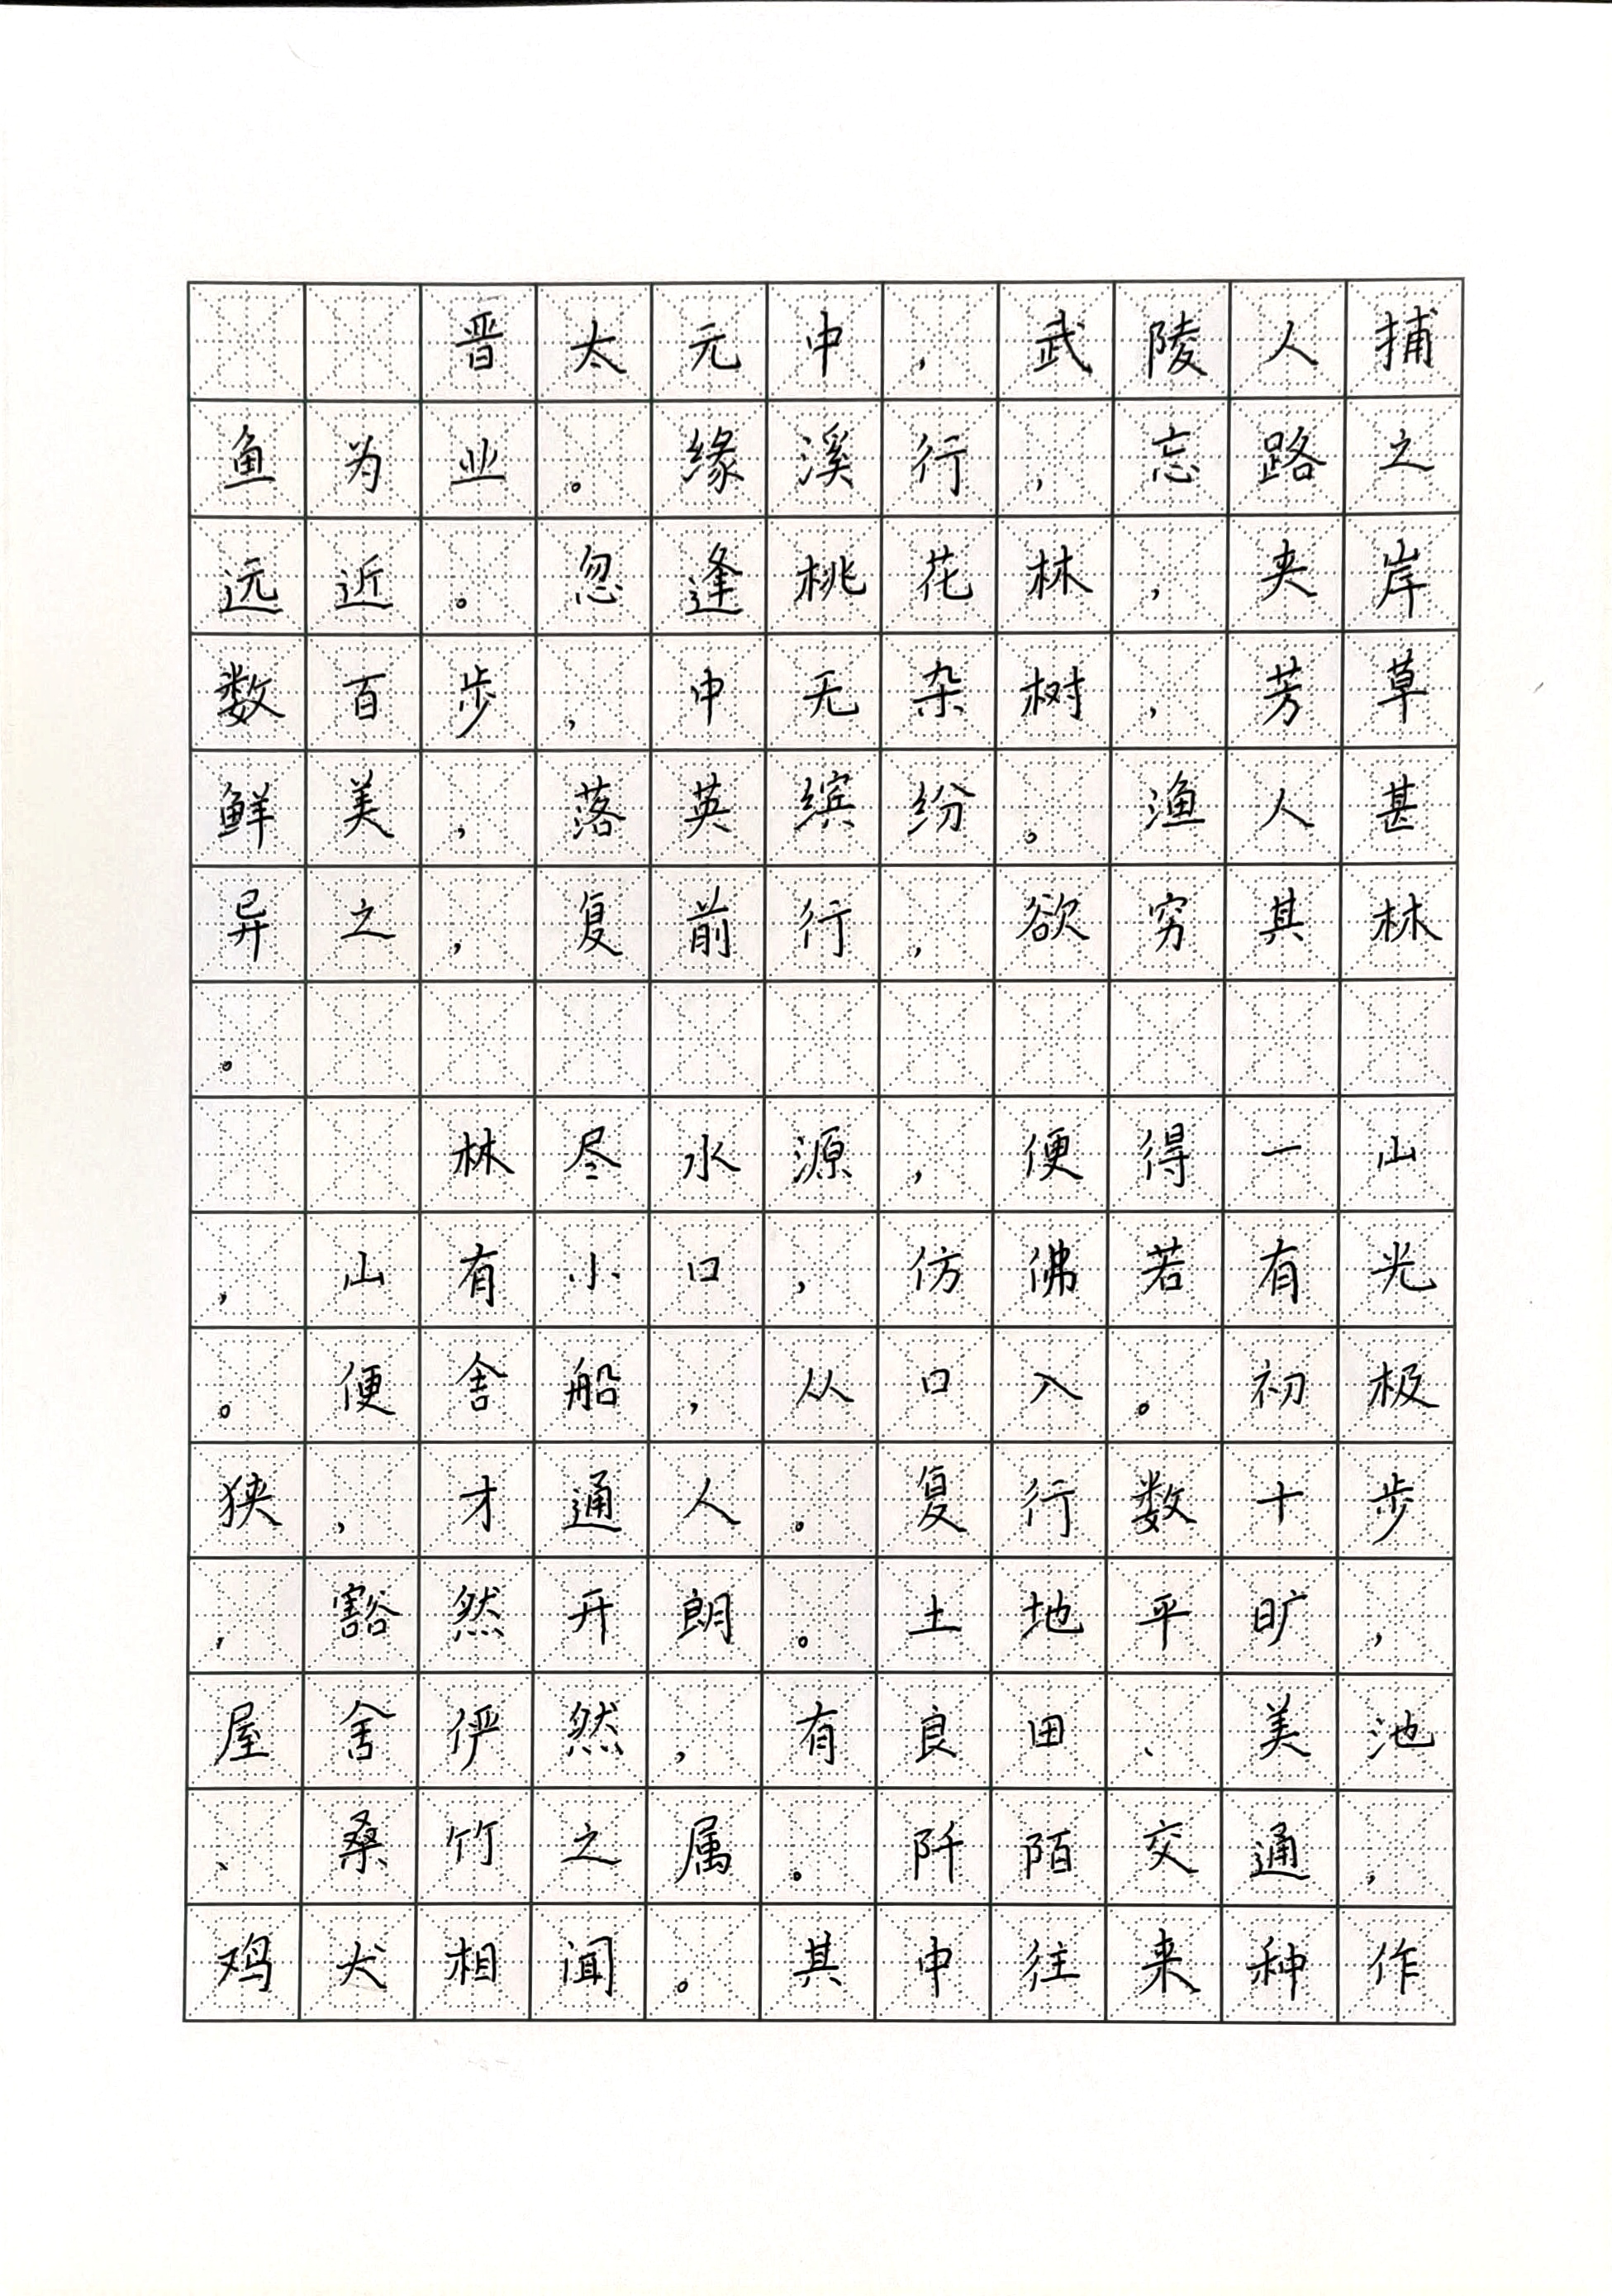 晋太元中，武陵人捕
鱼为业。缘溪行，忘路之
远近。忽逢桃花林，夹岸
数百步，中无杂树，芳草
鲜美，落英缤纷。渔人甚
异之，复前行，欲穷其林
。
林尽水源，便得一山
，山有小口，仿佛若有光
。便舍船，从口入。初极
狭，才通人。复行数十步
，豁然开朗。土地平旷，
屋舍俨然，有良田、美池
、桑竹之属。阡陌交通，
鸡犬相闻。其中往来种作